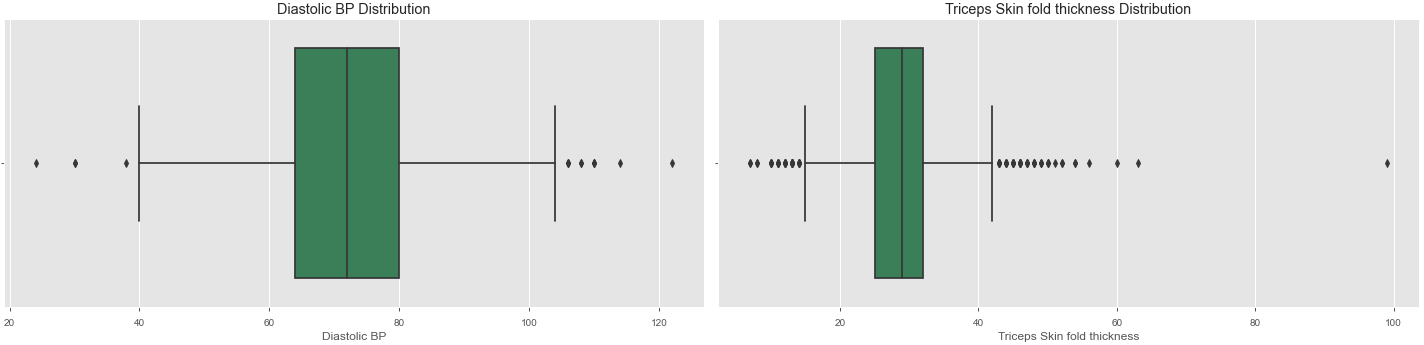 Diastolic BP Distribution
20 40 60 80 100 120
Diastolic BP
Triceps Skin fold thickness Distribution
20 40 60 80 100
Triceps Skin fold thickness